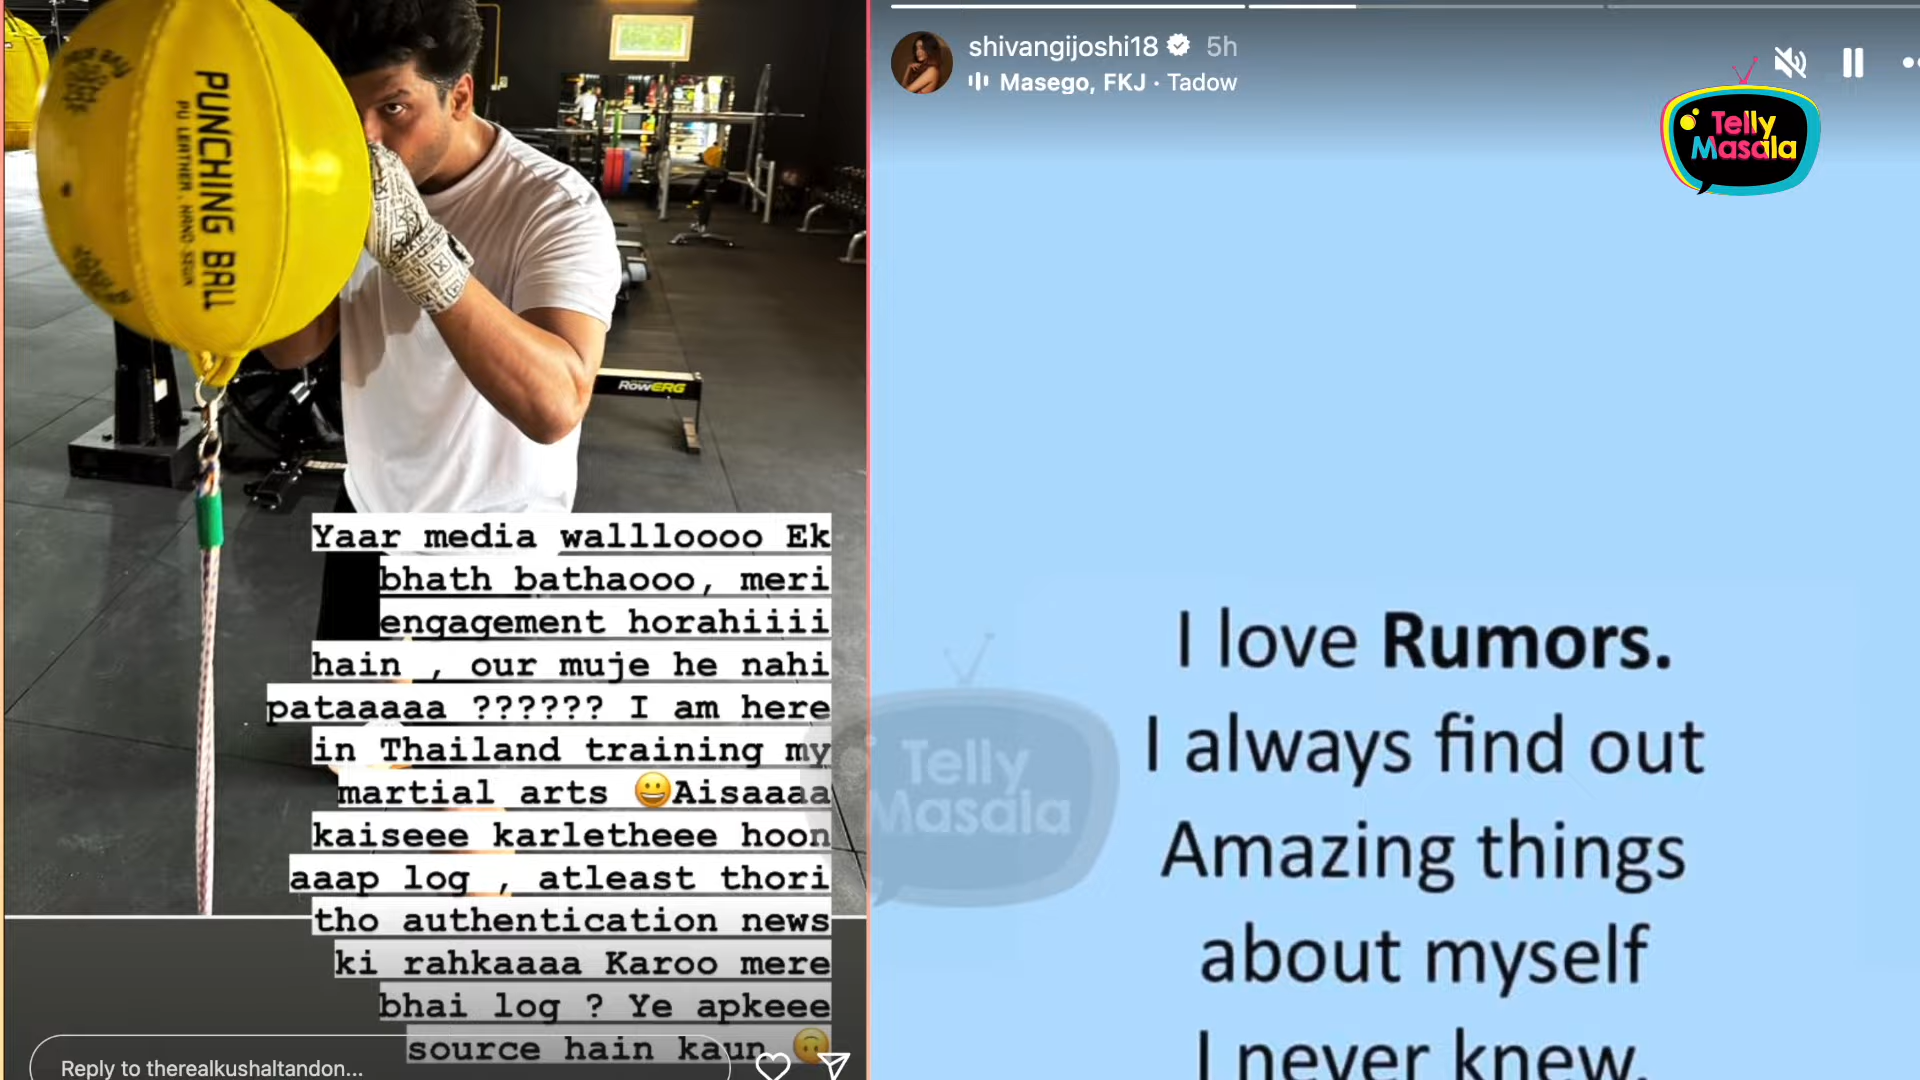 PUNCHING BALL
PU LEATHER, HAND SEWN
RowERG
Yaar media wallloooo Ek
bhath bathaooo, meri
engagement horahiiii
hain , our muje he nahi
pataaaaa ?????? I am here
in Thailand training my
martial arts 😀Aisaaaa
kaiseee karletheee hoon
aaap log , atleast thori
tho authentication news
ki rahkaaaa Karoo mere
bhai log ? Ye apkeee
source hain kaun 🙃
Reply to therealkushaltandon...
shivangijoshi18 5h
Masego, FKJ · Tadow
Telly
Masala
I love Rumors.
I always find out
Amazing things
about myself
I never knew.
Telly
Masala